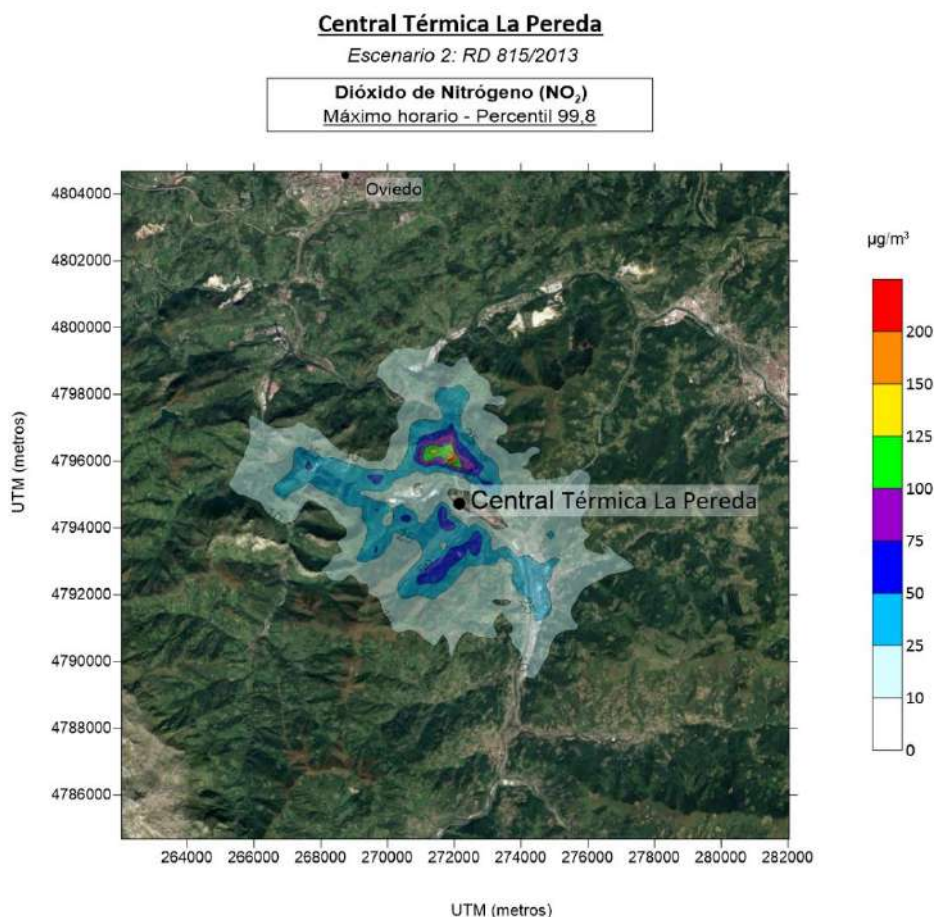 Central Térmica La Pereda
Escenario 2: RD 815/2013
Dióxido de Nitrógeno (NO₂)
Máximo horario - Percentil 99,8
Oviedo
Central Térmica La Pereda
4804000
4802000
4800000
4798000
4796000
4794000
4792000
4790000
4788000
4786000
UTM (metros)
264000 266000 268000 270000 272000 274000 276000 278000 280000 282000
UTM (metros)
µg/m³
200
150
125
100
75
50
25
10
0